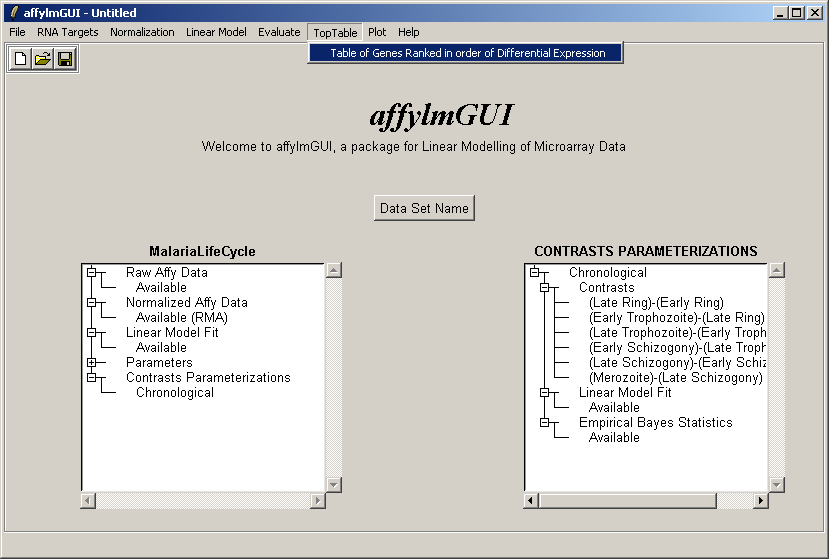 affylmGUI - Untitled
File RNA Targets Normalization Linear Model Evaluate TopTable Plot Help
Table of Genes Ranked in order of Differential Expression
affylmGUI
Welcome to affylmGUI, a package for Linear Modelling of Microarray Data
Data Set Name
MalariaLifeCycle
Raw Affy Data
Available
Normalized Affy Data
Available (RMA)
Linear Model Fit
Available
Parameters
Contrasts Parameterizations
Chronological
CONTRASTS PARAMETERIZATIONS
Chronological
Contrasts
(Late Ring)-(Early Ring)
(Early Trophozoite)-(Late Ring)
(Late Trophozoite)-(Early Troph
(Early Schizogony)-(Late Troph
(Late Schizogony)-(Early Schiz
(Merozoite)-(Late Schizogony)
Linear Model Fit
Available
Empirical Bayes Statistics
Available